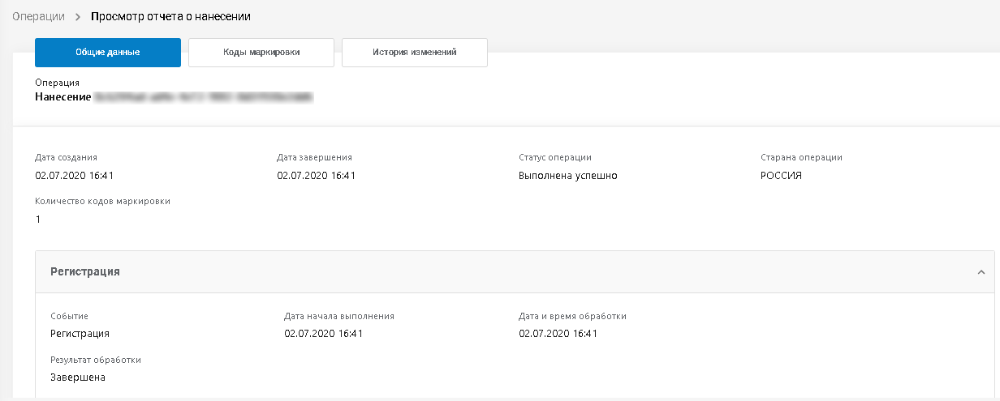 Операции > Просмотр отчета о нанесении
Общие данные Коды маркировки История изменений
Операция
Нанесение
Дата создания Дата завершения Статус операции Старана операции
02.07.2020 16:41 02.07.2020 16:41 Выполнена успешно РОССИЯ
Количество кодов маркировки
1
Регистрация
Событие Дата начала выполнения Дата и время обработки
Регистрация 02.07.2020 16:41 02.07.2020 16:41
Результат обработки
Завершена